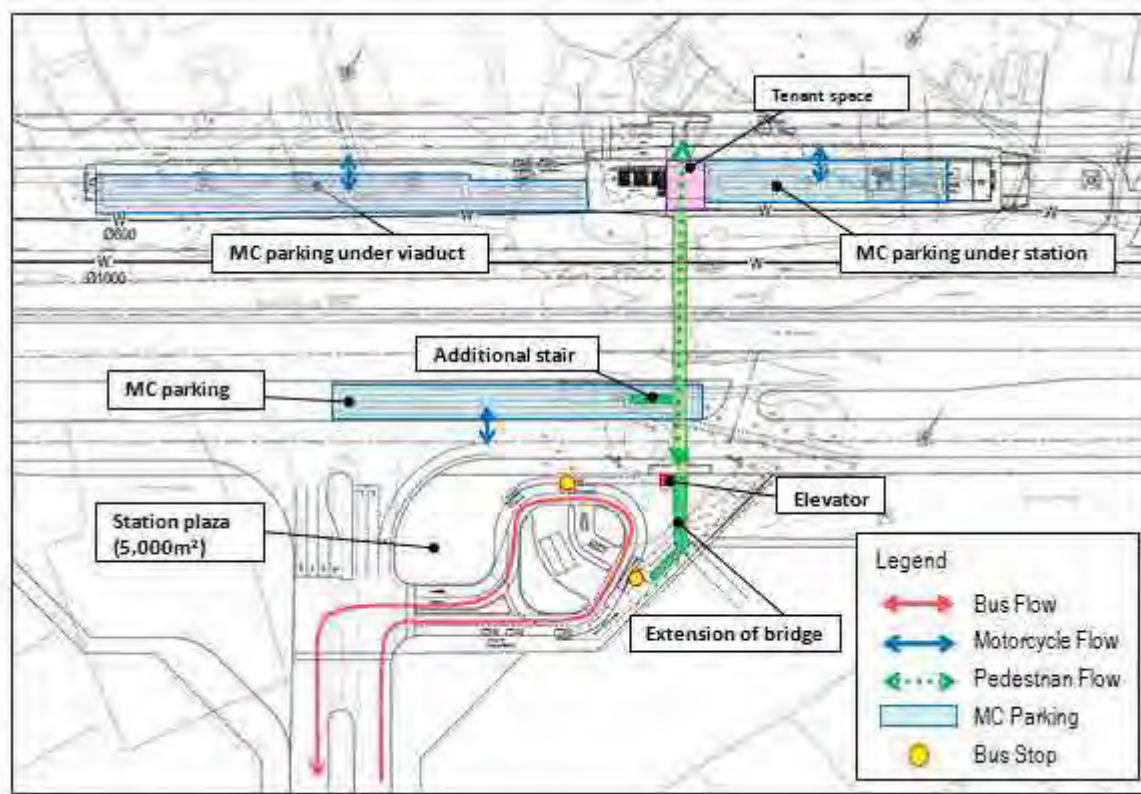 Tenant space
W
W
W
W
Ø600
MC parking under viaduct
MC parking under station
W
W
Ø1000
Additional stair
MC parking
Elevator
Station plaza
(5,000m²)
Extension of bridge
Legend
Bus Flow
Motorcycle Flow
Pedestrian Flow
MC Parking
Bus Stop